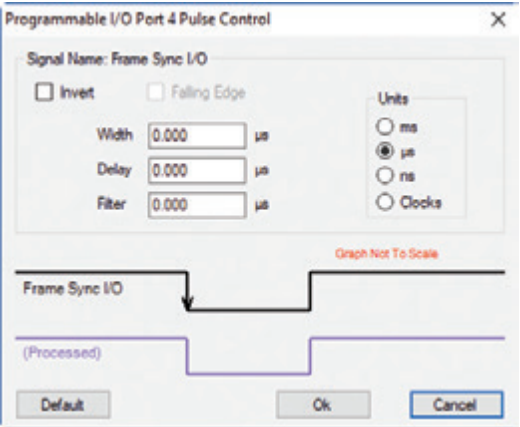 Programmable I/O Port 4 Pulse Control
Signal Name: Frame Sync I/O
Invert
Falling Edge
Units
Width 0.000 µs
Delay 0.000 µs
Filter 0.000 µs
ms
µs
ns
Clocks
Graph Not To Scale
Frame Sync I/O
(Processed)
Default Ok Cancel